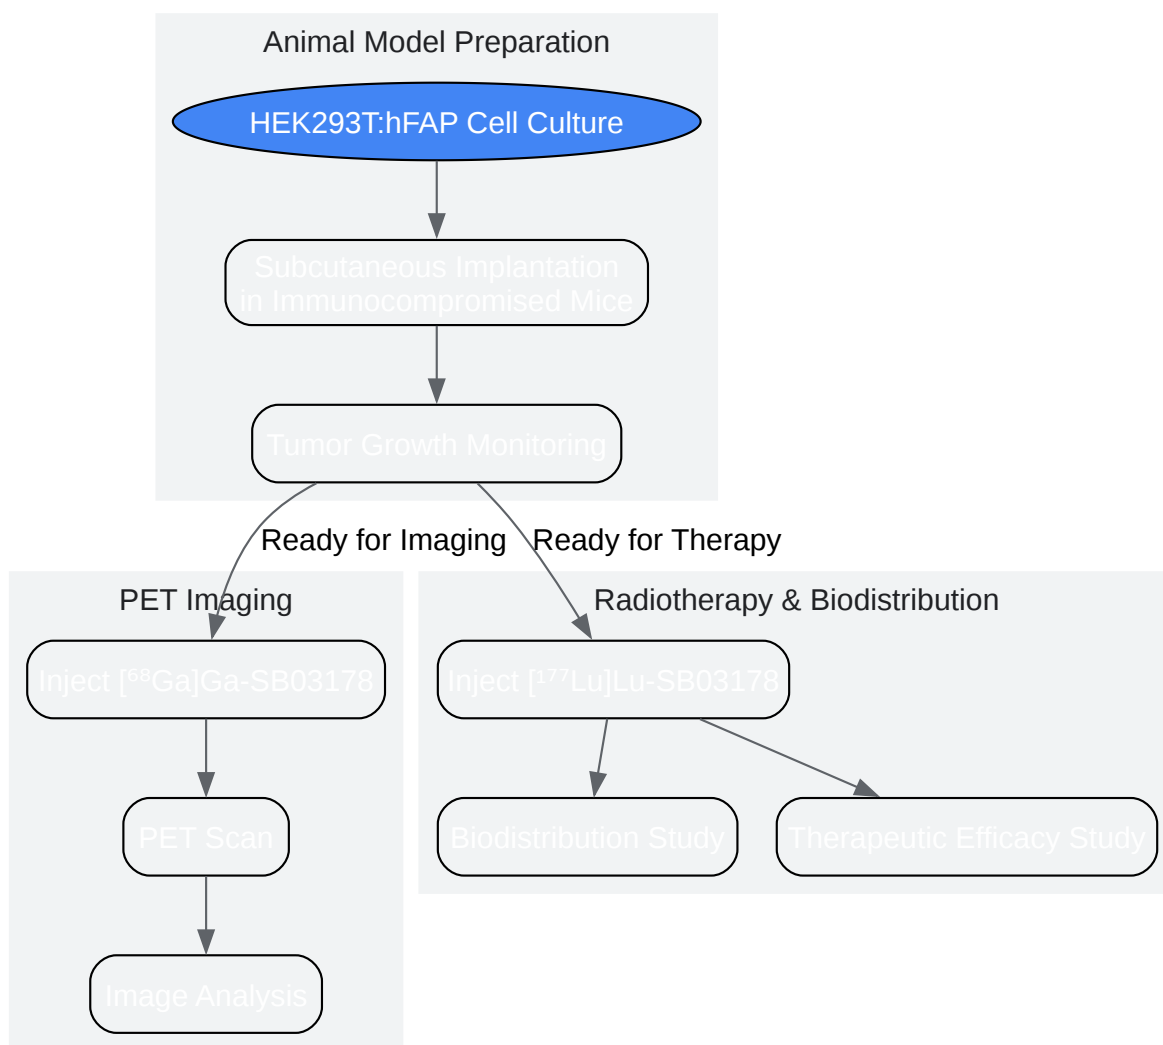 Animal Model Preparation
HEK293T:hFAP Cell Culture
Subcutaneous Implantation
in Immunocompromised Mice
Tumor Growth Monitoring
Ready for Imaging
Ready for Therapy
PET Imaging
Inject [⁶⁸Ga]Ga-SB03178
PET Scan
Image Analysis
Radiotherapy & Biodistribution
Inject [¹⁷⁷Lu]Lu-SB03178
Biodistribution Study
Therapeutic Efficacy Study